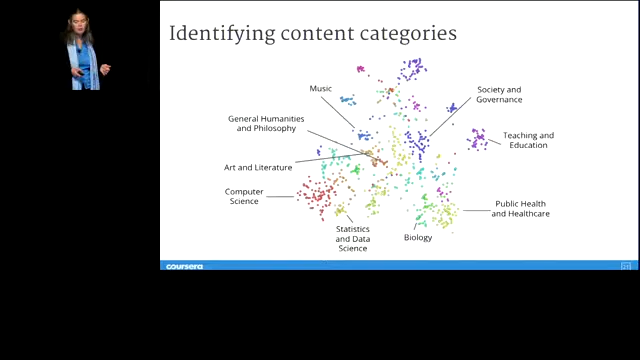 Identifying content categories
Music
Society and
Governance
General Humanities
and Philosophy
Teaching and
Education
Art and Literature
Computer
Science
Public Health
and Healthcare
Statistics
and Data
Science
Biology
coursera